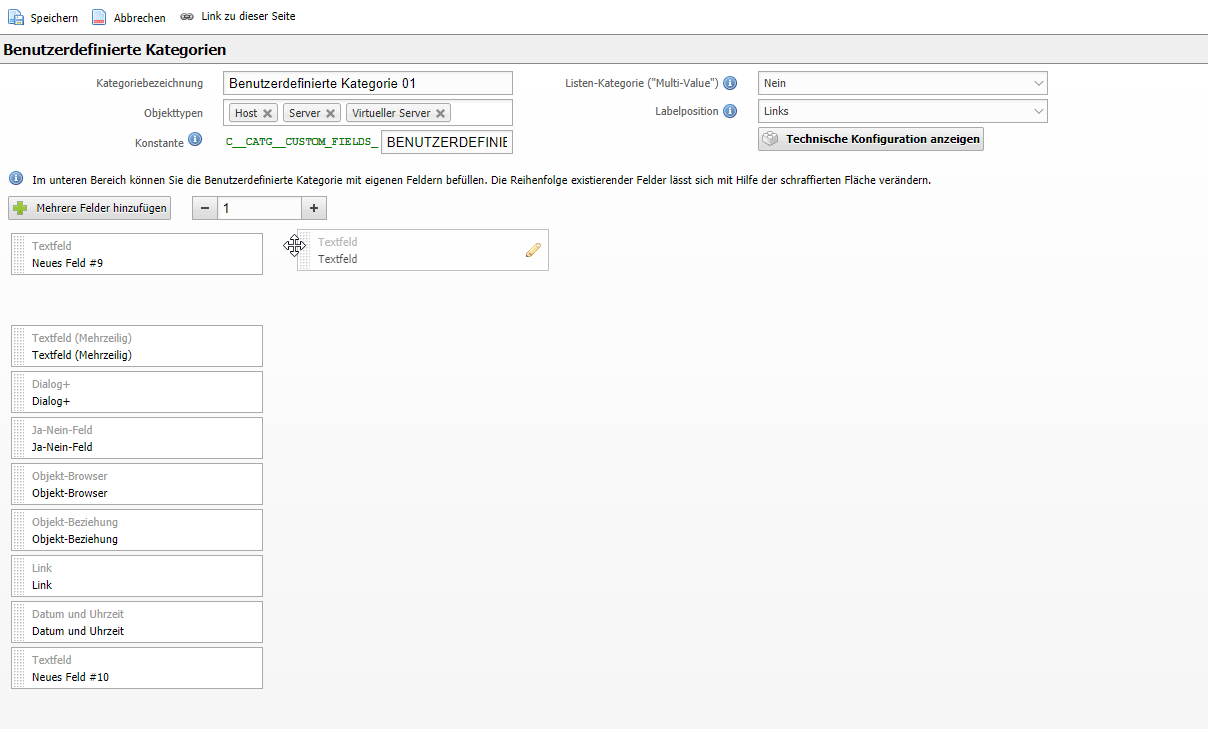 Speichern Abbrechen Link zu dieser Seite
Benutzerdefinierte Kategorien
Kategoriebezeichnung Benutzerdefinierte Kategorie 01 Listen-Kategorie ("Multi-Value") Nein
Objekttypen Host Server Virtueller Server Labelposition Links
Konstante C__CATG__CUSTOM_FIELDS_ BENUTZERDEFINIE Technische Konfiguration anzeigen
Im unteren Bereich können Sie die Benutzerdefinierte Kategorie mit eigenen Feldern befüllen. Die Reihenfolge existierender Felder lässt sich mit Hilfe der schraffierten Fläche verändern.
Mehrere Felder hinzufügen − 1 +
Textfeld
Neues Feld #9
Textfeld
Textfeld
Textfeld (Mehrzeilig)
Textfeld (Mehrzeilig)
Dialog+
Dialog+
Ja-Nein-Feld
Ja-Nein-Feld
Objekt-Browser
Objekt-Browser
Objekt-Beziehung
Objekt-Beziehung
Link
Link
Datum und Uhrzeit
Datum und Uhrzeit
Textfeld
Neues Feld #10